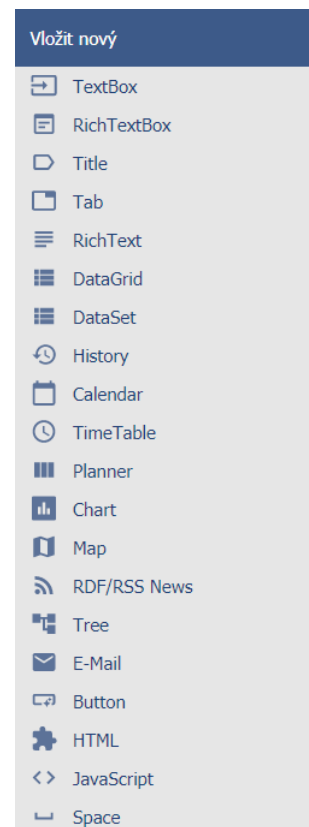 Vložit nový
TextBox
RichTextBox
Title
Tab
RichText
DataGrid
DataSet
History
Calendar
TimeTable
Planner
Chart
Map
RDF/RSS News
Tree
E-Mail
Button
HTML
JavaScript
Space